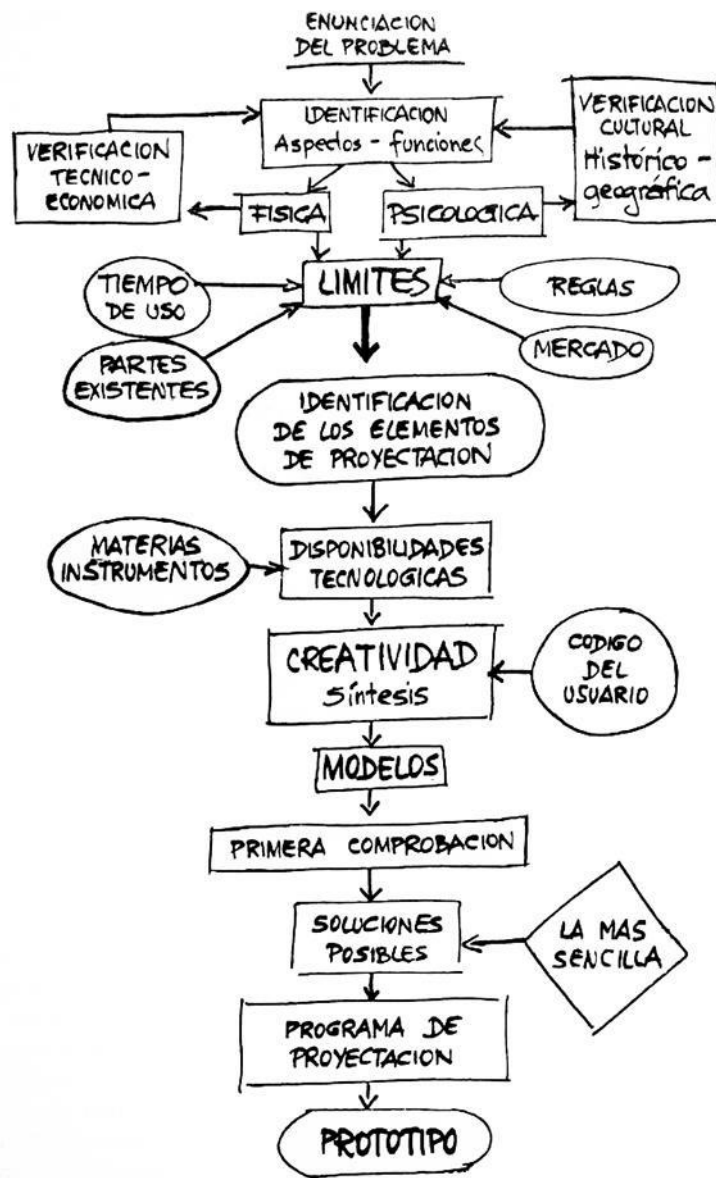 ENUNCIACION
DEL PROBLEMA
IDENTIFICACION
Aspectos - funciones
VERIFICACION
TECNICO-
ECONOMICA
VERIFICACION
CULTURAL
Histórico-
geográfica
FISICA
PSICOLOGICA
LIMITES
TIEMPO
DE USO
REGLAS
PARTES
EXISTENTES
MERCADO
IDENTIFICACION
DE LOS ELEMENTOS
DE PROYECTACION
MATERIAS
INSTRUMENTOS
DISPONIBILIDADES
TECNOLOGICAS
CREATIVIDAD
Síntesis
CODIGO
DEL
USUARIO
MODELOS
PRIMERA COMPROBACION
SOLUCIONES
POSIBLES
LA MAS
SENCILLA
PROGRAMA DE
PROYECTACION
PROTOTIPO